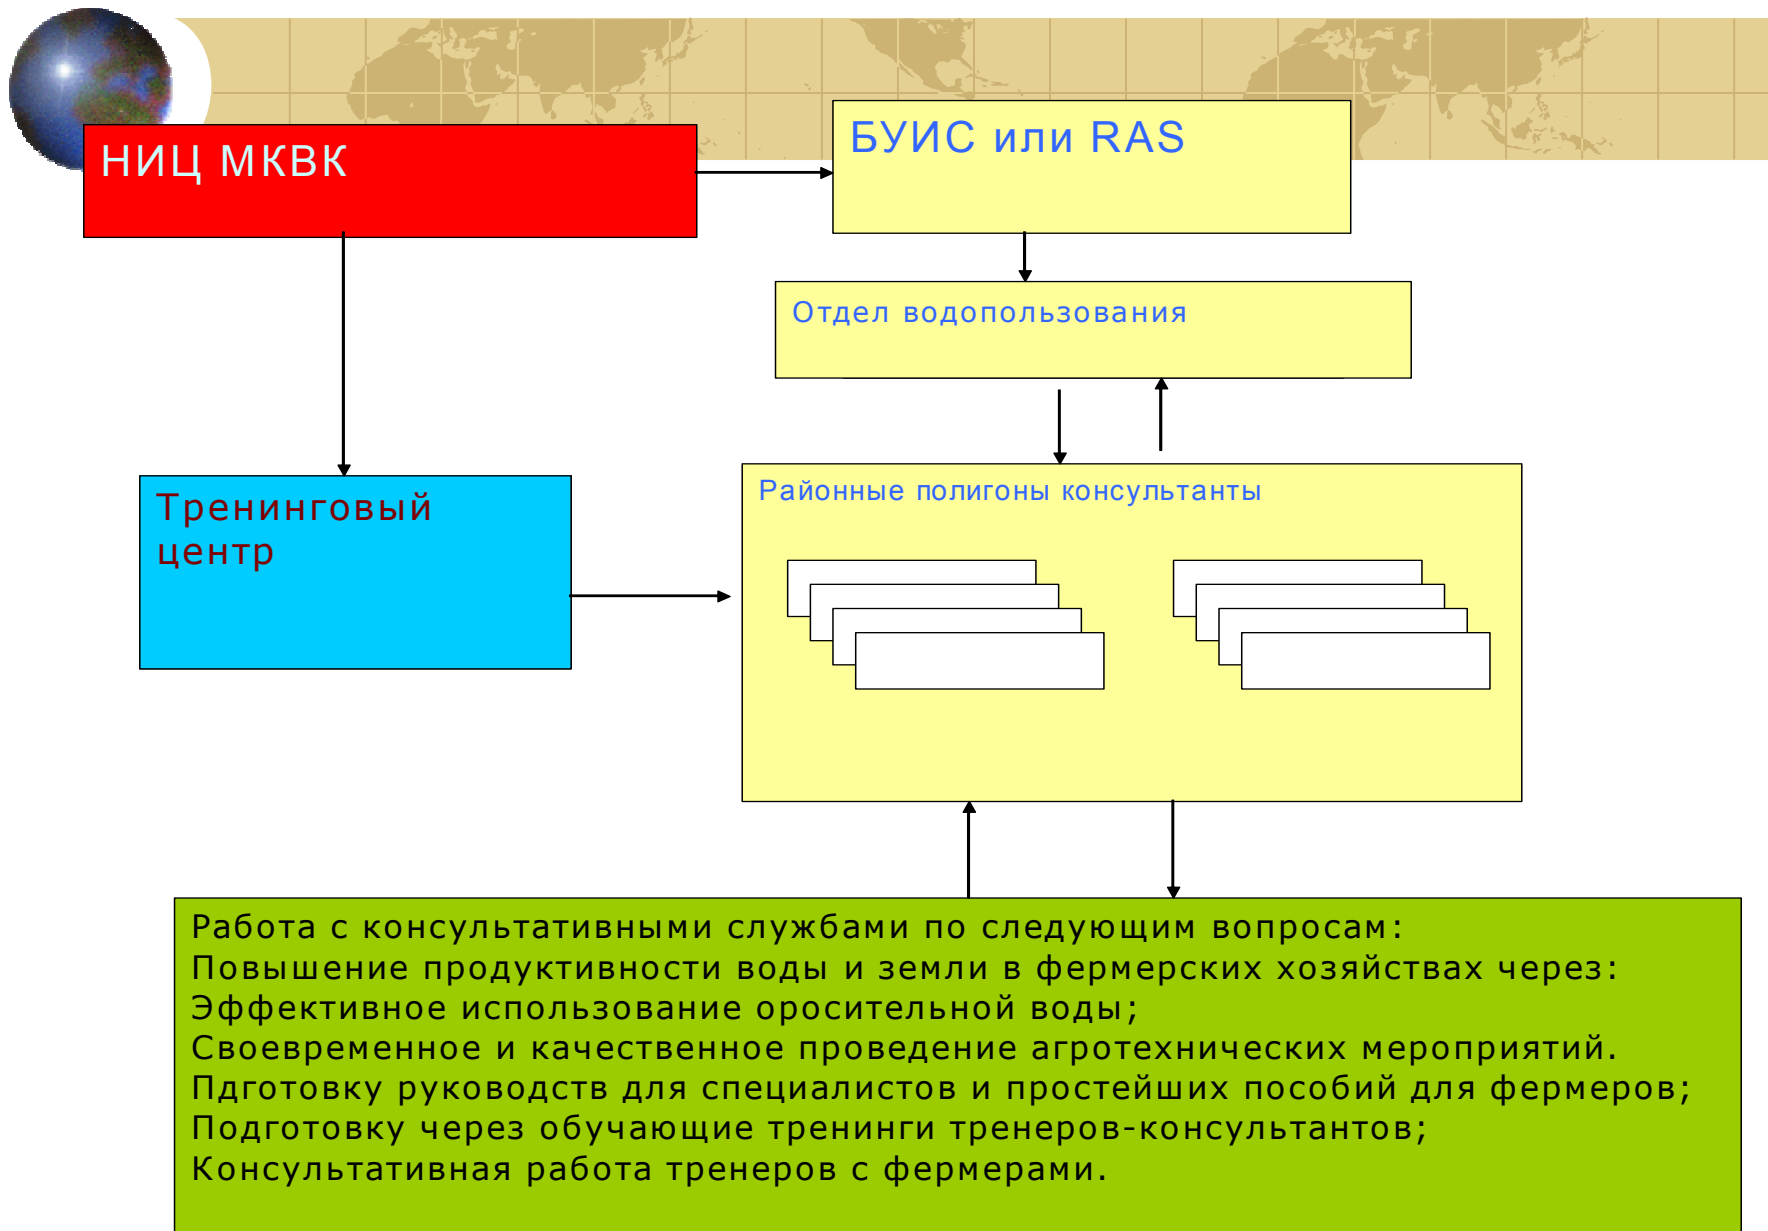 НИЦ МКВК
БУИС или RAS
Отдел водопользования
Тренинговый
центр
Районные полигоны консультанты
Работа с консультативными службами по следующим вопросам:
Повышение продуктивности воды и земли в фермерских хозяйствах через:
Эффективное использование оросительной воды;
Своевременное и качественное проведение агротехнических мероприятий.
Пдготовку руководств для специалистов и простейших пособий для фермеров;
Подготовку через обучающие тренинги тренеров-консультантов;
Консультативная работа тренеров с фермерами.